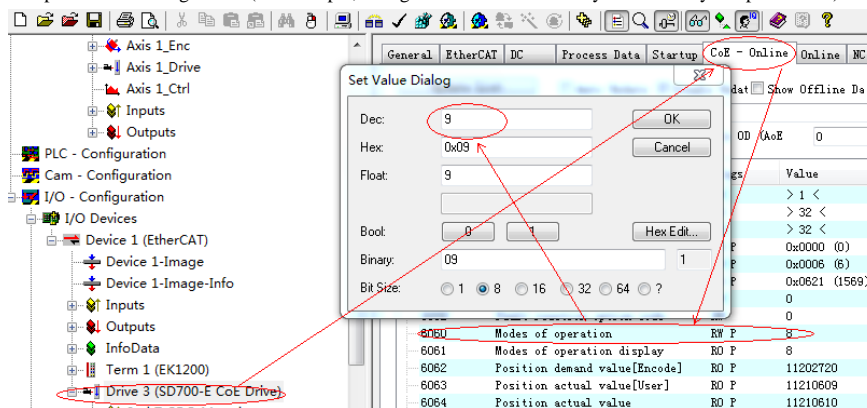 Axis 1_Enc
Axis 1_Drive
Axis 1_Ctrl
Inputs
Outputs
PLC - Configuration
Cam - Configuration
I/O - Configuration
I/O Devices
Device 1 (EtherCAT)
Device 1-Image
Device 1-Image-Info
Inputs
Outputs
InfoData
Term 1 (EK1200)
Drive 3 (SD700-E CoE Drive)
General EtherCAT DC Process Data Startup CoE - Online Online NC
Show Offline Da
OD (AoE 0
Set Value Dialog
Dec: 9 OK
Hex: 0x09 Cancel
Float: 9
Bool: 0 1 Hex Edit...
Binary: 09 1
Bit Size: 1 8 16 32 64 ?
Value
> 1 <
> 32 <
> 32 <
P 0x0000 (0)
P 0x0006 (6)
P 0x0621 (1569)
0
0
6060 Modes of operation RW P 8
6061 Modes of operation display RO P 8
6062 Position demand value[Encode] RO P 11202720
6063 Position actual value[User] RO P 11210609
6064 Position actual value RO P 11210610